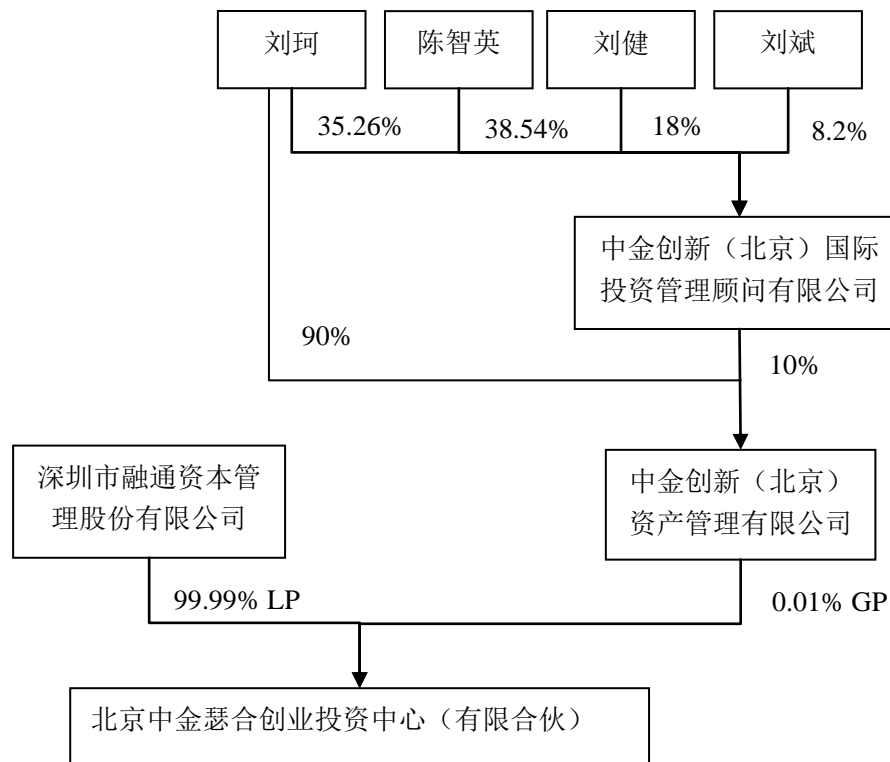 刘珂
陈智英
刘健
刘斌
35.26%
38.54%
18%
8.2%
中金创新（北京）国际
投资管理顾问有限公司
90%
10%
深圳市融通资本管
理股份有限公司
中金创新（北京）
资产管理有限公司
99.99% LP
0.01% GP
北京中金瑟合创业投资中心（有限合伙）